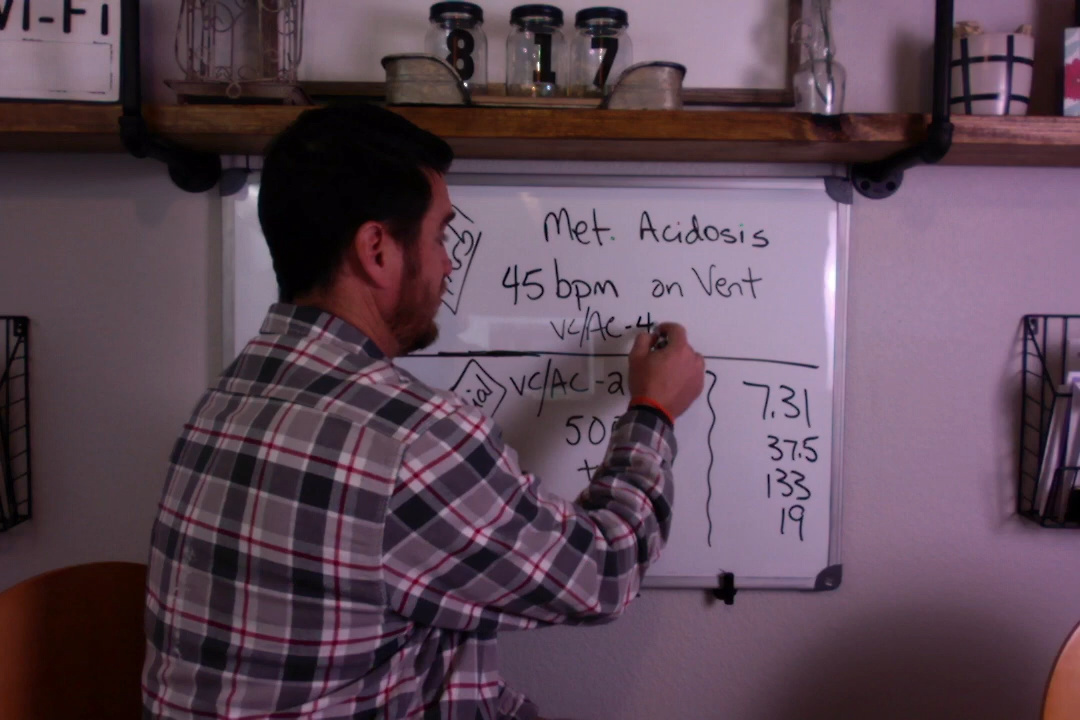 WI-FI
8 1 7
Met. Acidosis
45 bpm on Vent
VC/AC-4
VC/AC-2
7.31
50
37.5
133
19